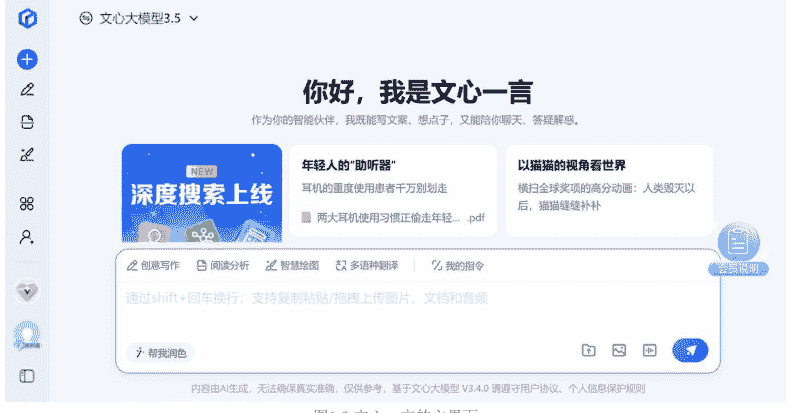 文心大模型3.5
你好，我是文心一言
作为你的智能伙伴，我既能写文案、想点子，又能陪你聊天、答疑解惑。
NEW
深度搜索上线
年轻人的“助听器”
耳机的重度使用患者千万别划走
两大耳机使用习惯正偷走年轻... .pdf
以猫猫的视角看世界
横扫全球奖项的高分动画：人类毁灭以
后，猫猫缝缝补补
创意写作 阅读分析 智慧绘图 多语种翻译 我的指令
通过shift+回车换行；支持复制粘贴/拖拽上传图片、文档和音频
帮我润色
内容由AI生成，无法确保真实准确，仅供参考，基于文心大模型 V3.4.0 请遵守用户协议、个人信息保护规则